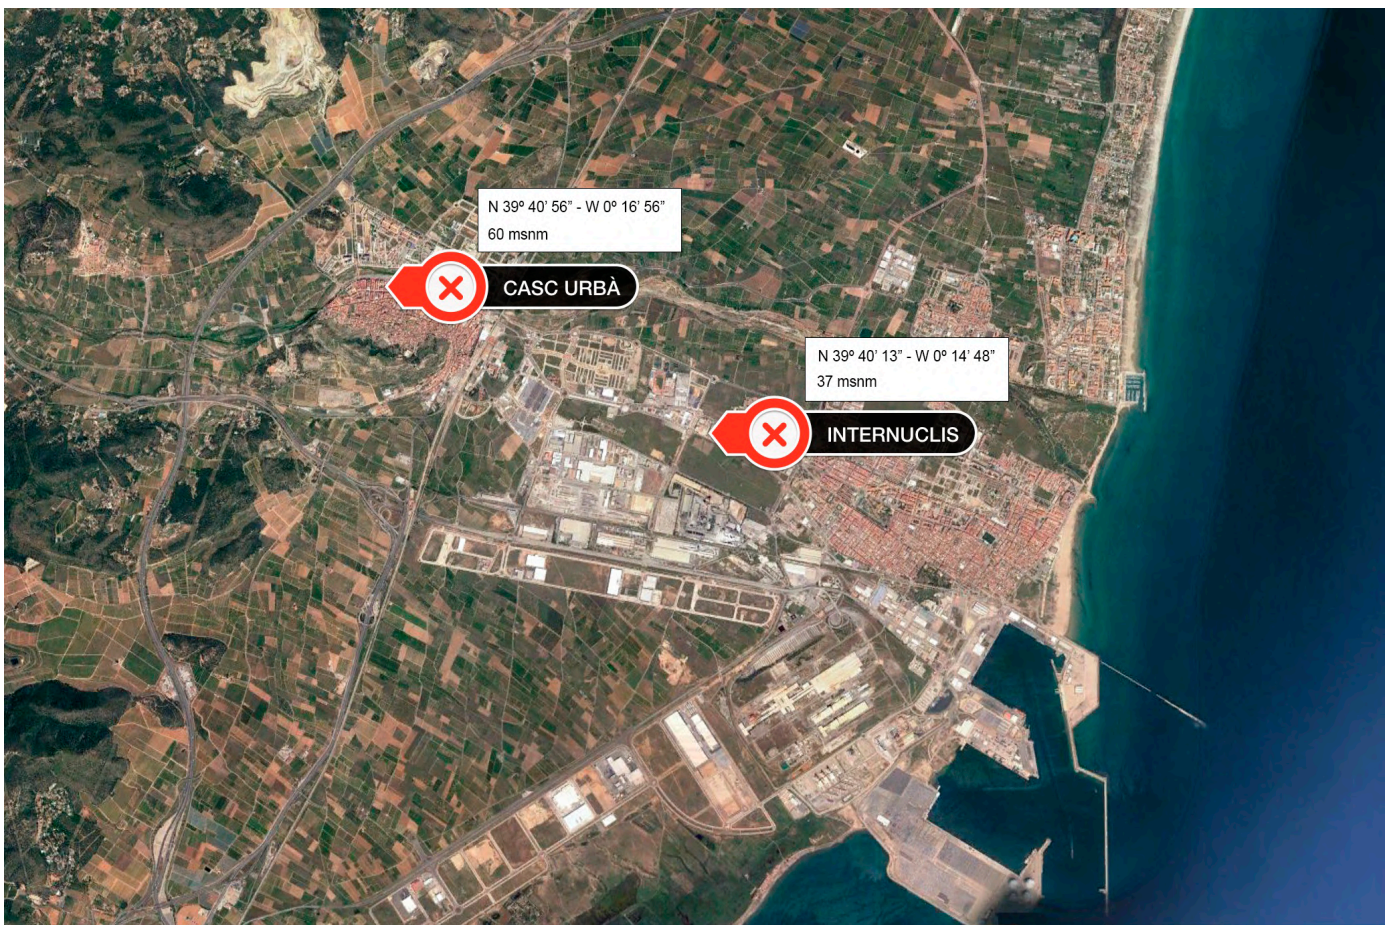 N 39º 40’ 56” - W 0º 16’ 56”
60 msnm
CASC URBÀ
N 39º 40’ 13” - W 0º 14’ 48”
37 msnm
INTERNUCLIS